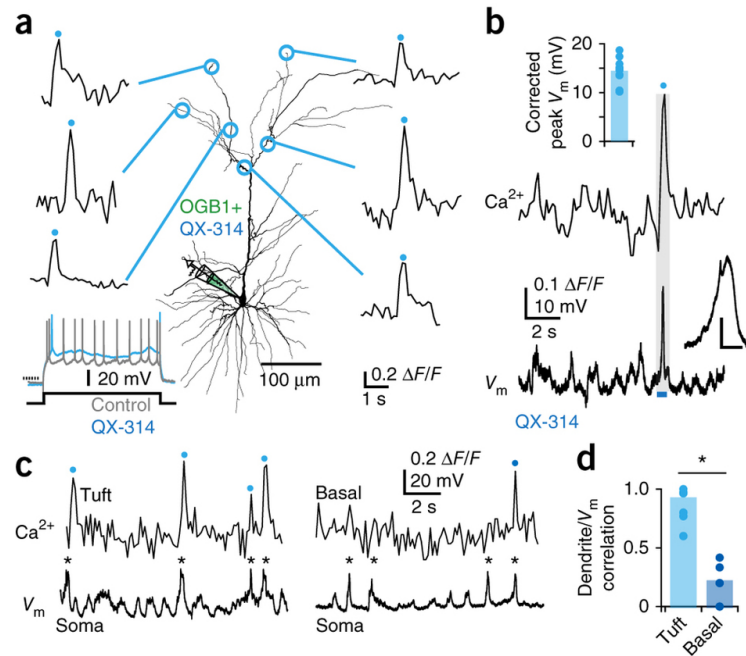 a
OGB1+
QX-314
20 mV
Control
QX-314
100 µm
0.2 ΔF/F
1 s
b
Corrected
peak Vm (mV)
20
10
0
Ca2+
0.1 ΔF/F
10 mV
2 s
Vm
QX-314
c
Tuft
Ca2+
* * * *
Vm
Soma
Basal
0.2 ΔF/F
20 mV
2 s
* * * *
Soma
d
*
Dendrite/Vm
correlation
1.0
0.5
0
Tuft
Basal